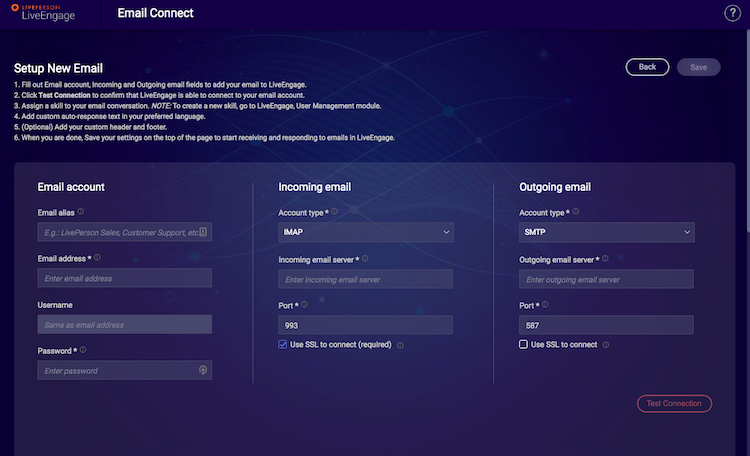 LIVEPERSON
LiveEngage
Email Connect
?
Setup New Email
Back
Save
1. Fill out Email account, Incoming and Outgoing email fields to add your email to LiveEngage.
2. Click Test Connection to confirm that LiveEngage is able to connect to your email account.
3. Assign a skill to your email conversation. NOTE: To create a new skill, go to LiveEngage, User Management module.
4. Add custom auto-response text in your preferred language.
5. (Optional) Add your custom header and footer.
6. When you are done, Save your settings on the top of the page to start receiving and responding to emails in LiveEngage.
Email account
Email alias
E.g.: LivePerson Sales, Customer Support, etc.
Email address *
Enter email address
Username
Same as email address
Password *
Enter password
Incoming email
Account type *
IMAP
Incoming email server *
Enter incoming email server
Port *
993
Use SSL to connect (required)
Outgoing email
Account type *
SMTP
Outgoing email server *
Enter outgoing email server
Port *
587
Use SSL to connect
Test Connection